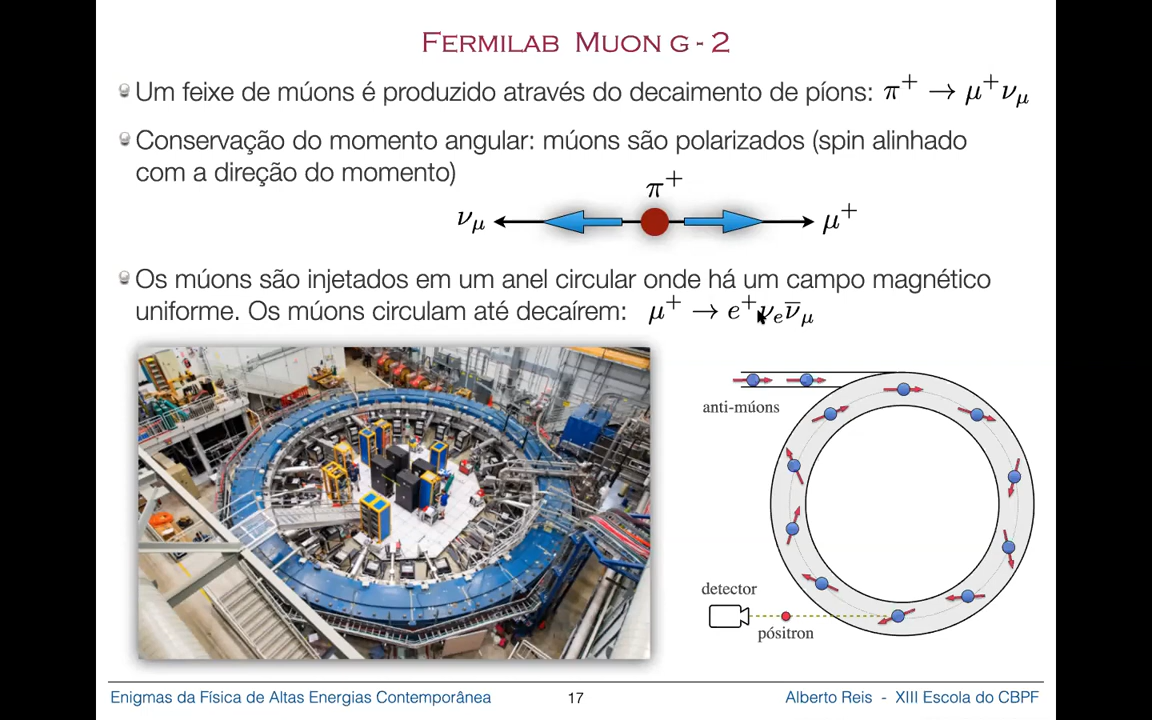 Fermilab Muon g - 2
Um feixe de múons é produzido através do decaimento de píons: π⁺ → μ⁺ν_μ
Conservação do momento angular: múons são polarizados (spin alinhado
com a direção do momento)
π⁺
ν_μ
μ⁺
Os múons são injetados em um anel circular onde há um campo magnético
uniforme. Os múons circulam até decaírem: μ⁺ → e⁺ν_eν̅_μ
anti-múons
detector
pósitron
Enigmas da Física de Altas Energias Contemporânea
17
Alberto Reis - XIII Escola do CBPF